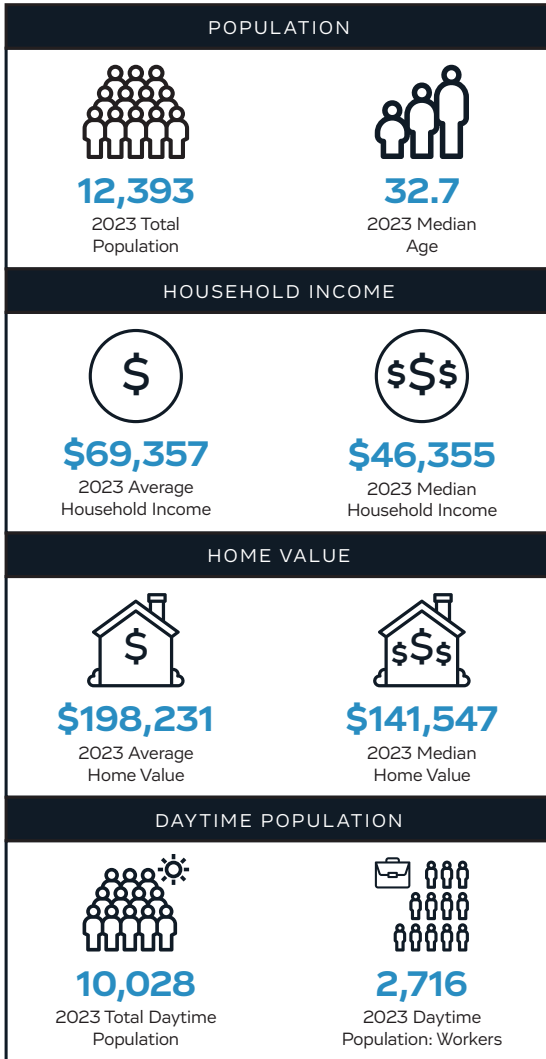 POPULATION
12,393
2023 Total
Population
32.7
2023 Median
Age
HOUSEHOLD INCOME
$
$69,357
2023 Average
Household Income
$$$
$46,355
2023 Median
Household Income
HOME VALUE
$
$198,231
2023 Average
Home Value
$$$
$141,547
2023 Median
Home Value
DAYTIME POPULATION
10,028
2023 Total Daytime
Population
2,716
2023 Daytime
Population: Workers